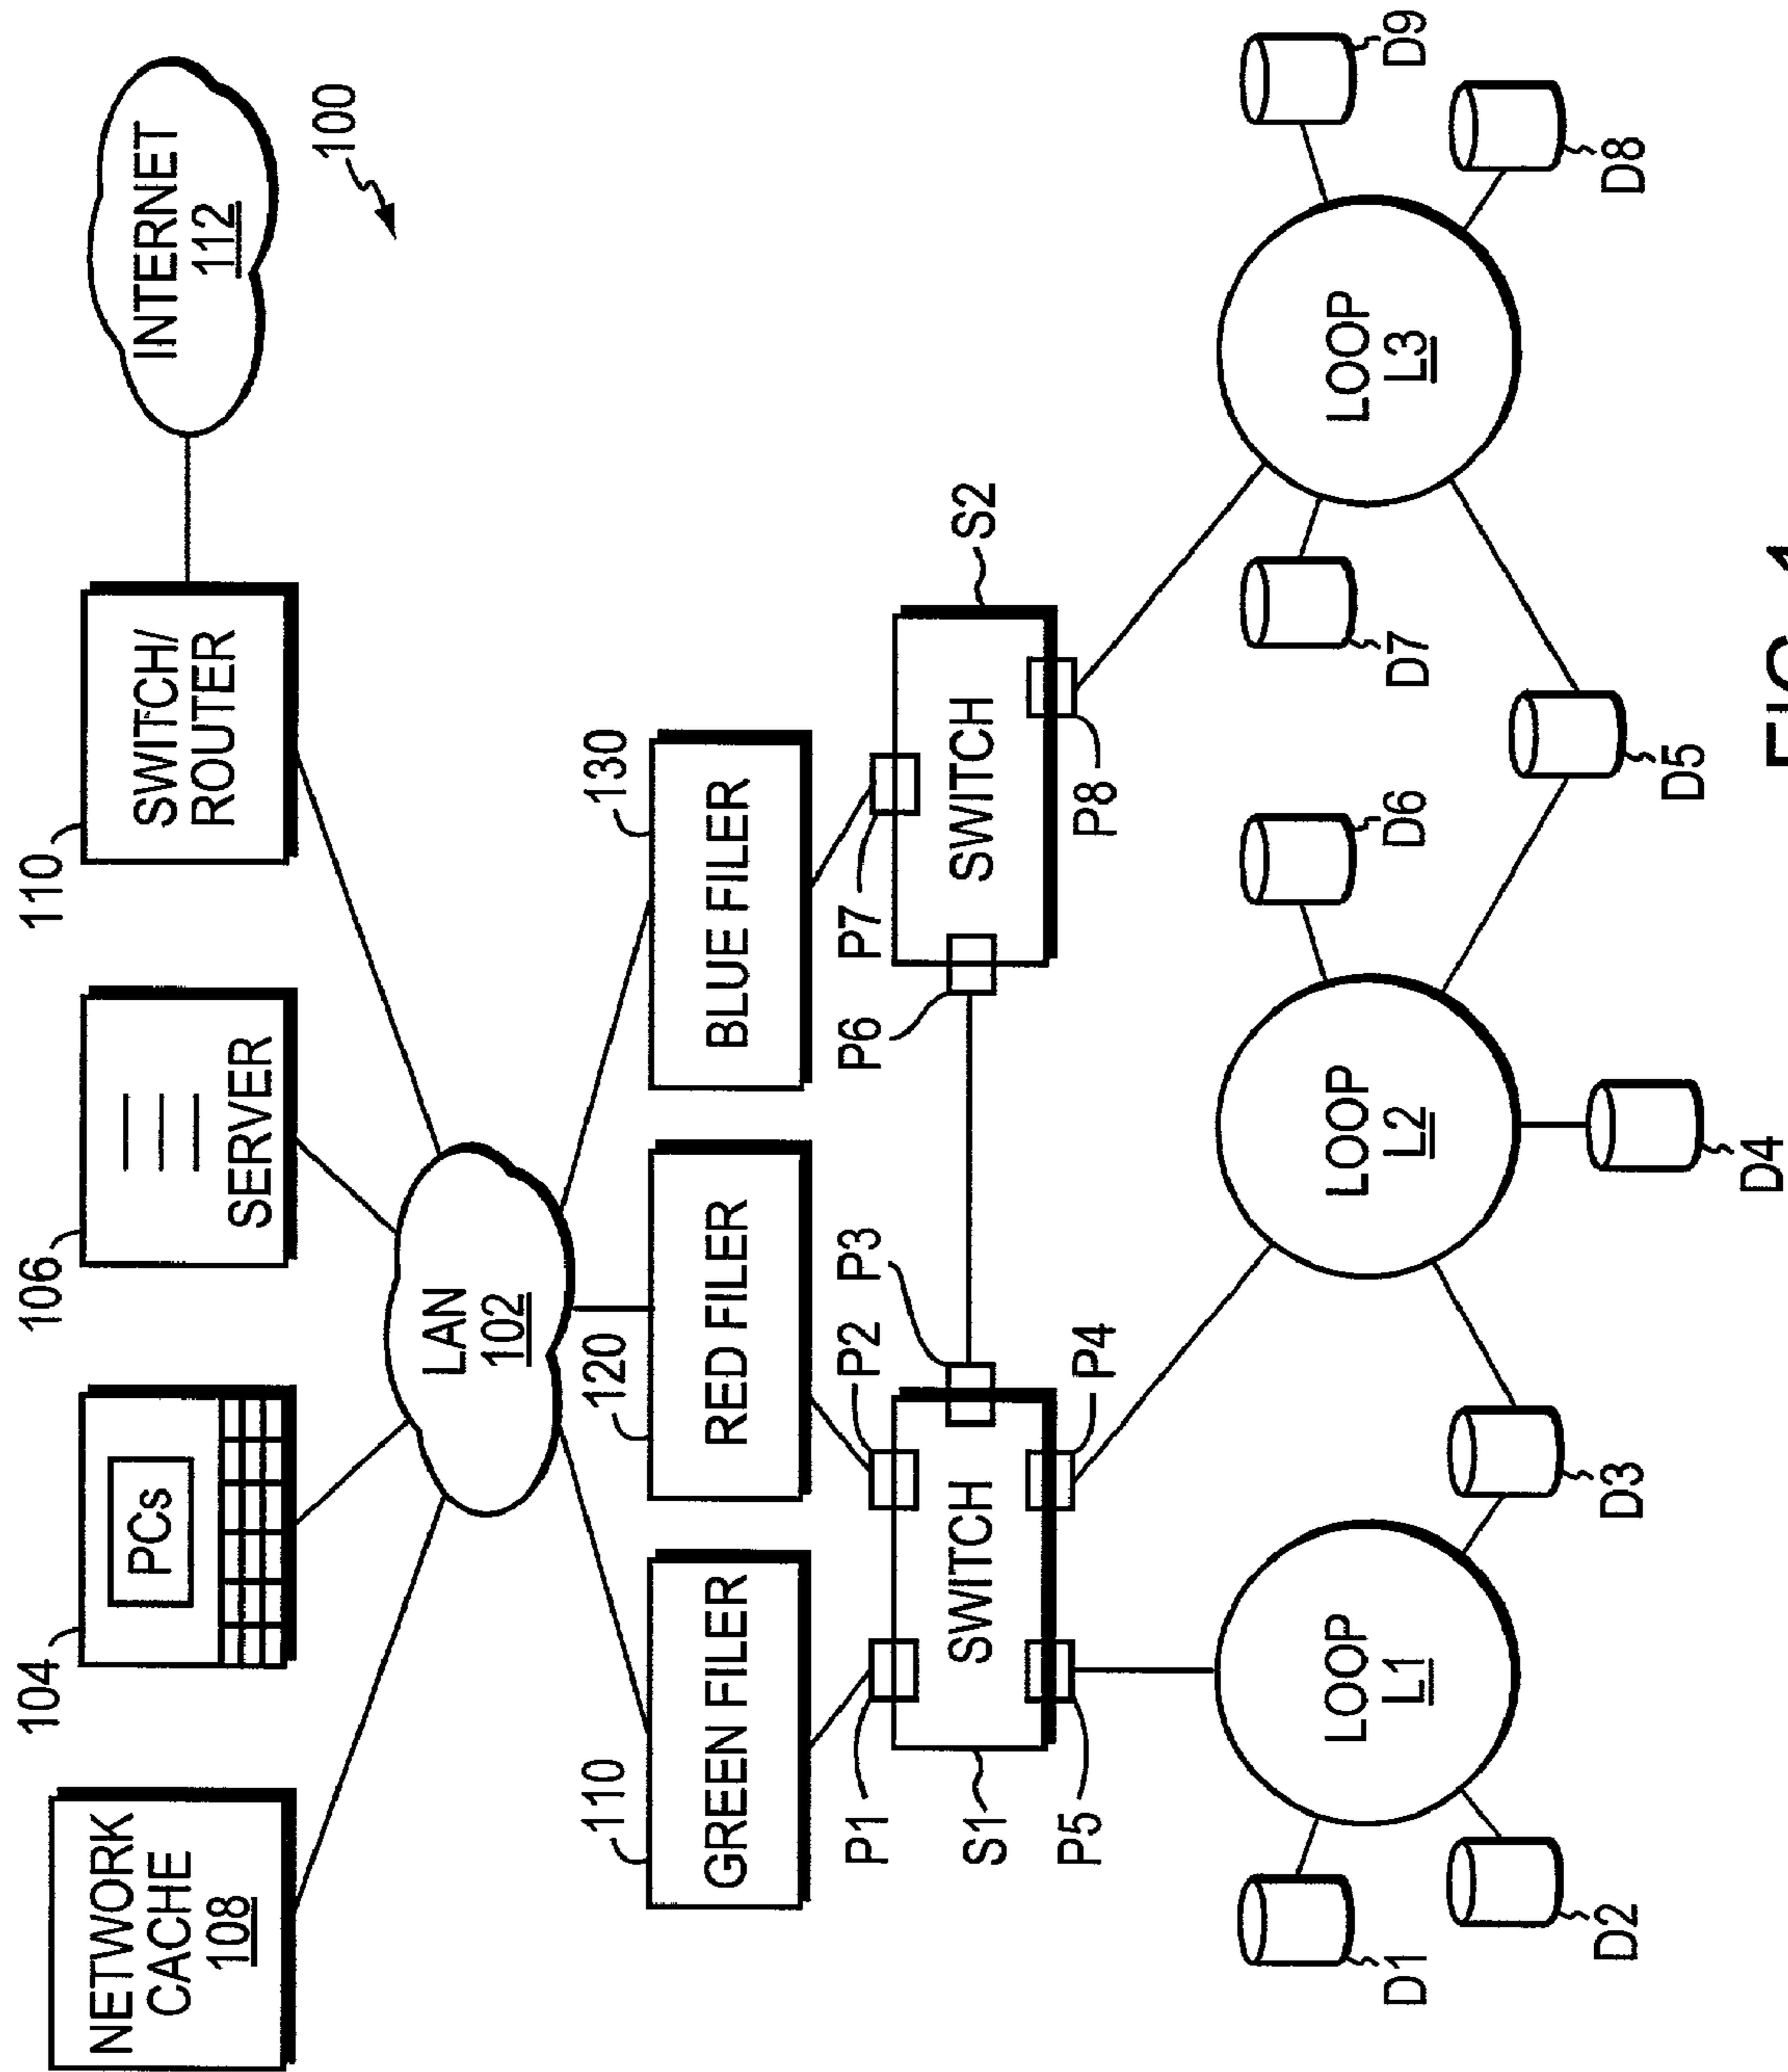 NETWORK
CACHE
108
104
PCs
106
SERVER
110
SWITCH/
ROUTER
INTERNET
112
100
LAN
102
110
GREEN FILER
120
RED FILER
130
BLUE FILER
P1
P2
P3
P6
P7
S1
SWITCH
SWITCH
S2
P5
P4
P8
LOOP
L1
LOOP
L2
LOOP
L3
D1
D6
D7
D9
D2
D3
D5
D8
D4